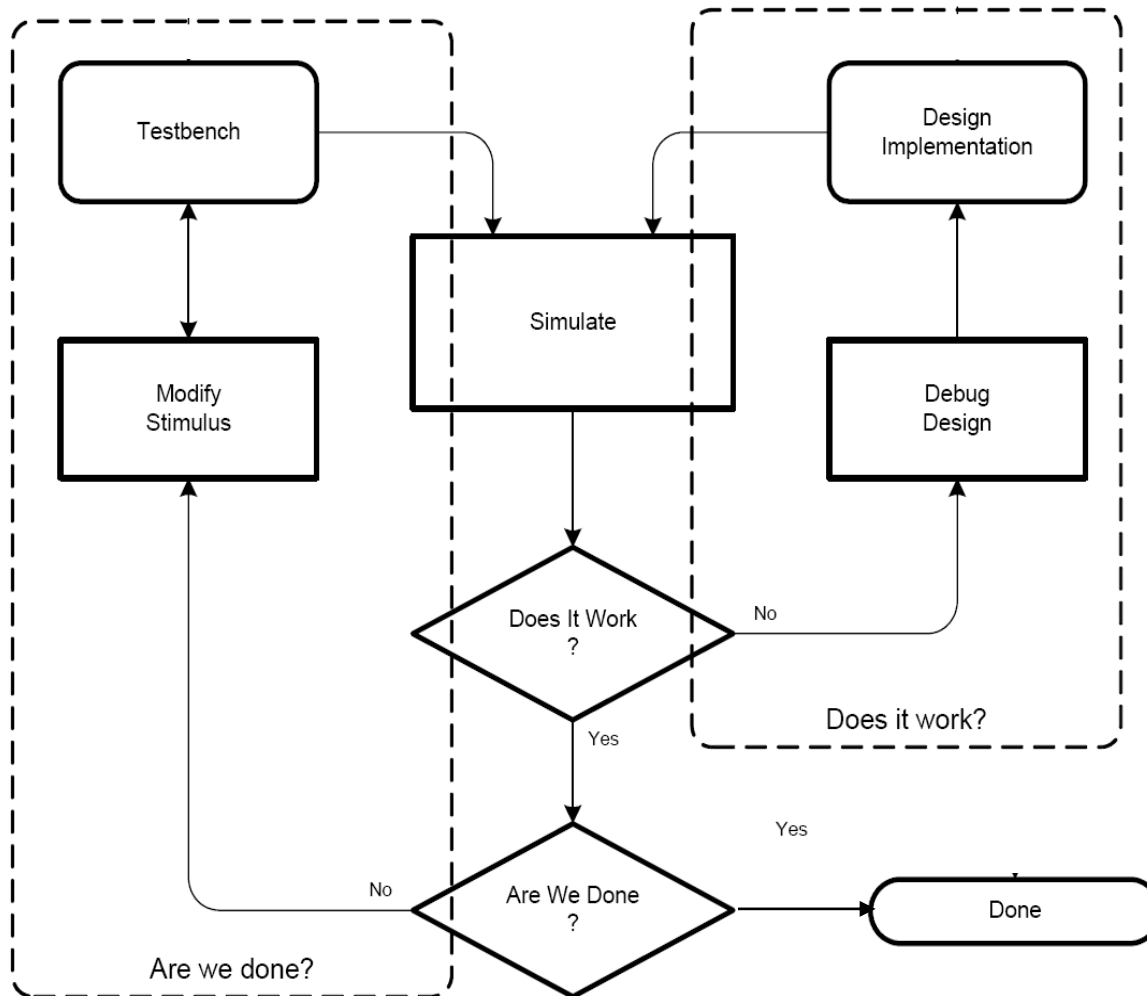 Testbench
Design
Implementation
Simulate
Modify
Stimulus
Debug
Design
Does It Work
?
No
Does it work?
Yes
Yes
No
Are We Done
?
Done
Are we done?